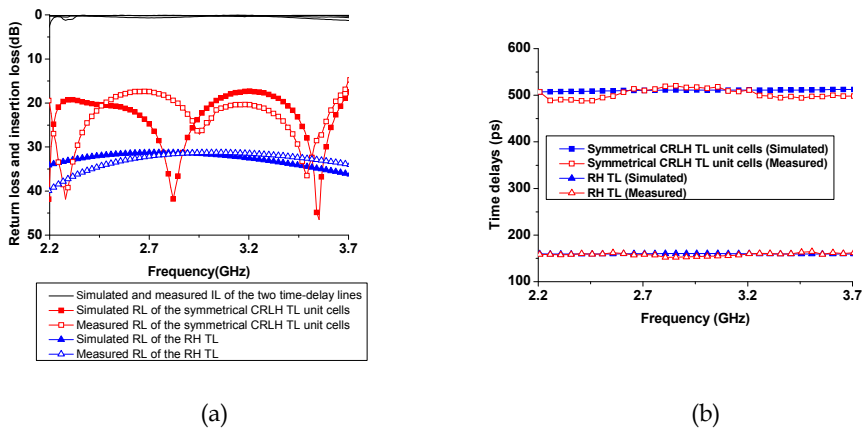 0
10
20
30
40
50
Return loss and insertion loss(dB)
2.2 2.7 3.2 3.7
Frequency(GHz)
Simulated and measured IL of the two time-delay lines
Simulated RL of the symmetrical CRLH TL unit cells
Measured RL of the symmetrical CRLH TL unit cells
Simulated RL of the RH TL
Measured RL of the RH TL
(a)
600
500
400
300
200
100
Time delays (ps)
Symmetrical CRLH TL unit cells (Simulated)
Symmetrical CRLH TL unit cells (Measured)
RH TL (Simulated)
RH TL (Measured)
2.2 2.7 3.2 3.7
Frequency (GHz)
(b)